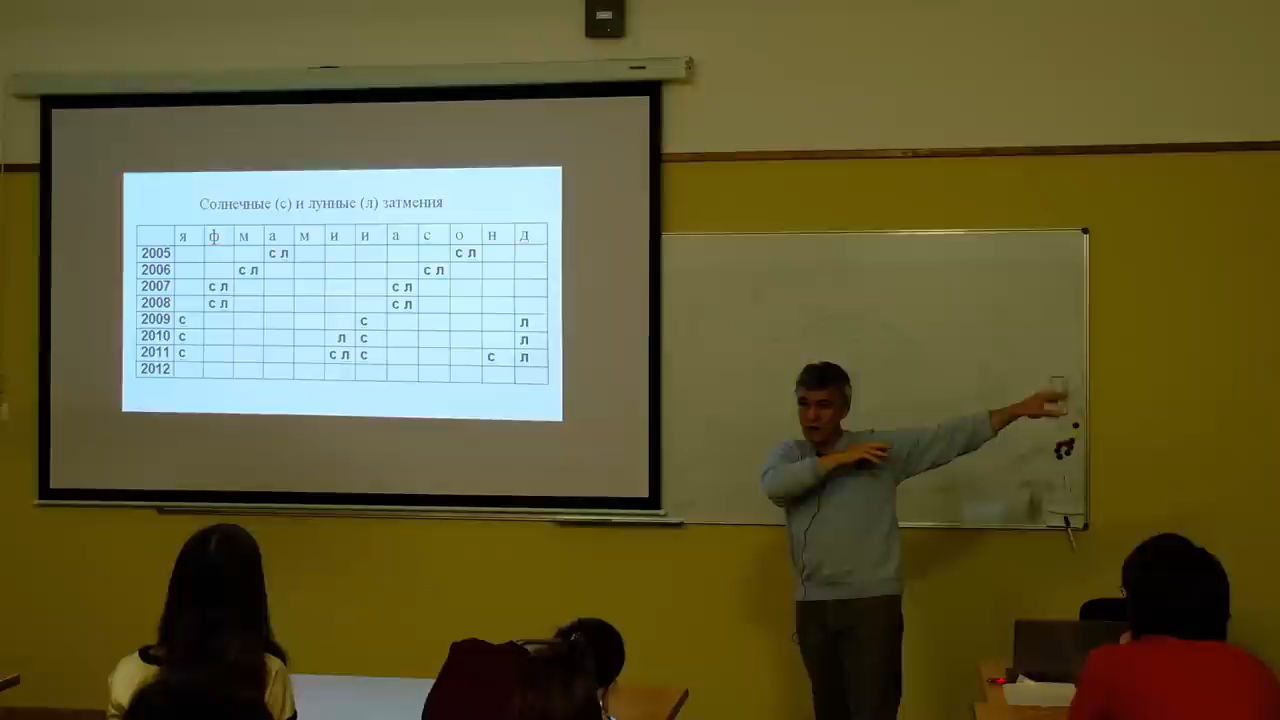 Солнечные (с) и лунные (л) затмения
я ф м а м и и а с о н д
2005 с л с л
2006 с л с л
2007 с л с л
2008 с л с л
2009 с с л
2010 с л с л
2011 с с л с с л
2012